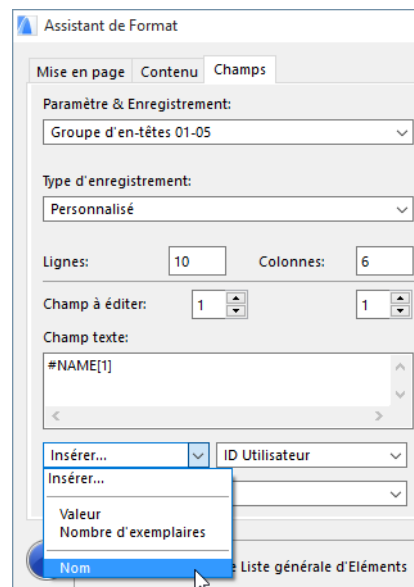 Assistant de Format
Mise en page Contenu Champs
Paramètre & Enregistrement:
Groupe d'en-têtes 01-05
Type d'enregistrement:
Personnalisé
Lignes: 10 Colonnes: 6
Champ à éditer: 1 1
Champ texte:
#NAME[1]
Insérer... ID Utilisateur
Insérer...
Valeur
Nombre d'exemplaires
Nom Liste générale d'Eléments